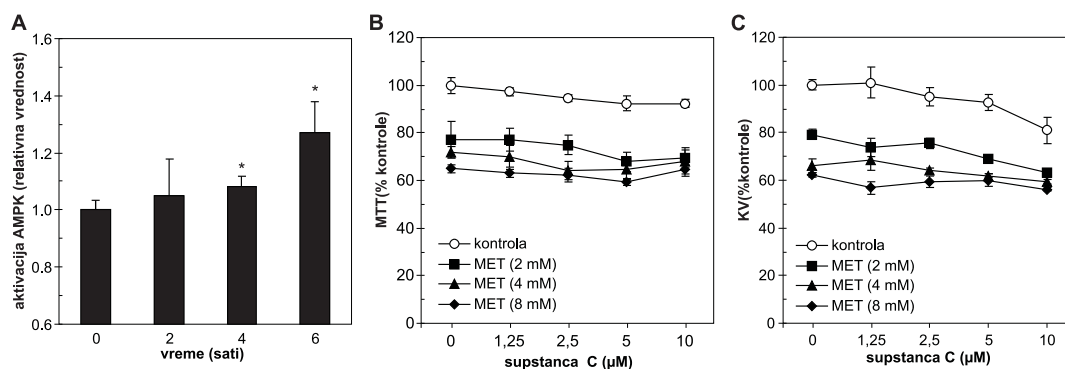 A
aktivacija AMPK (relativna vrednost)
1.6
1.4
1.2
1.0
0.8
0.6
*
*
0 2 4 6
vreme (sati)
B
MTT(% kontrole)
120
100
80
60
40
20
0
kontrola
MET (2 mM)
MET (4 mM)
MET (8 mM)
0 1,25 2,5 5 10
supstanca C (µM)
C
KV(%kontrole)
120
100
80
60
40
20
0
kontrola
MET (2 mM)
MET (4 mM)
MET (8 mM)
0 1,25 2,5 5 10
supstanca C (µM)